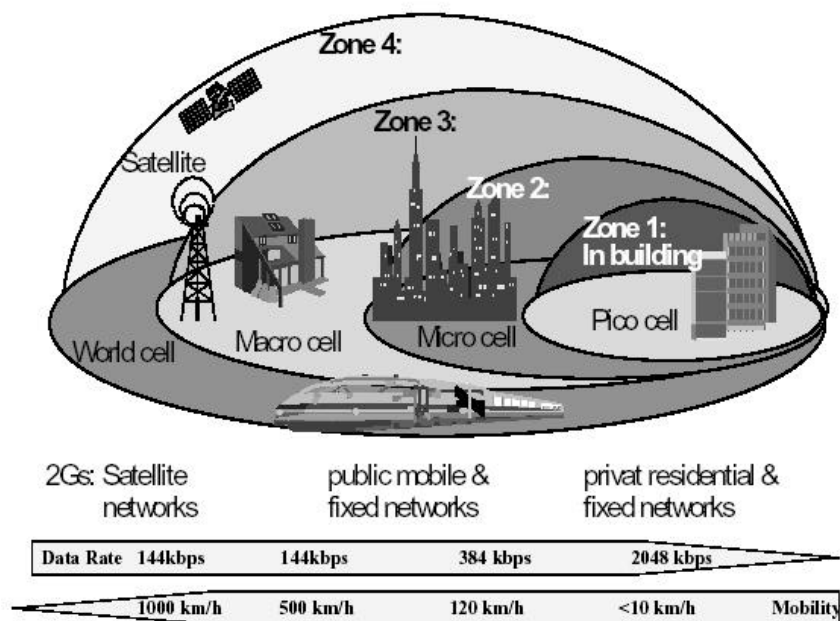 Zone 4:
Satellite
Zone 3:
Zone 2:
Zone 1:
In building
World cell
Macro cell
Micro cell
Pico cell
2Gs: Satellite
networks
public mobile &
fixed networks
privat residential &
fixed networks
Data Rate 144kbps 144kbps 384 kbps 2048 kbps
1000 km/h 500 km/h 120 km/h <10 km/h Mobility